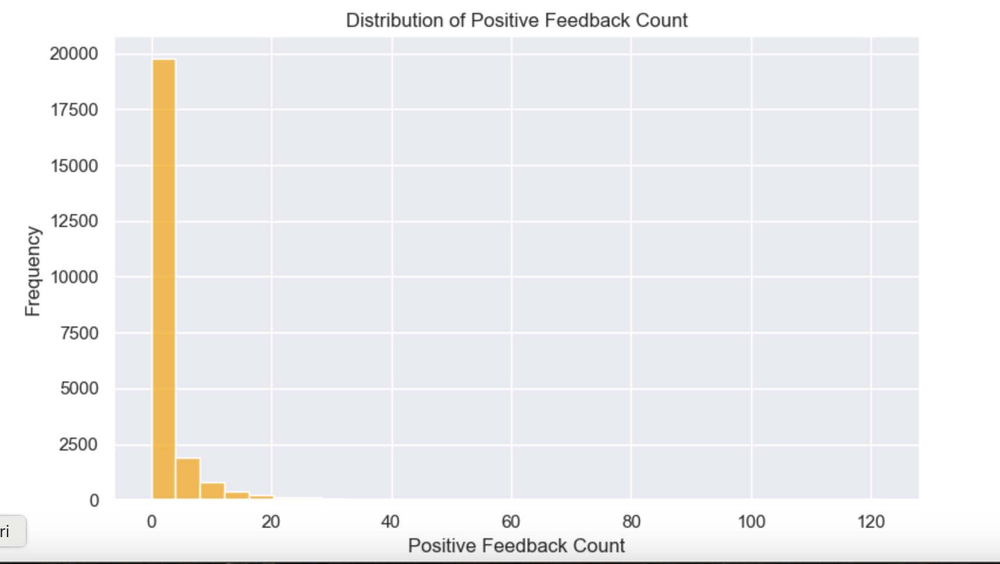 Distribution of Positive Feedback Count
20000
17500
15000
12500
10000
7500
5000
2500
0
Frequency
0 20 40 60 80 100 120
Positive Feedback Count
ri